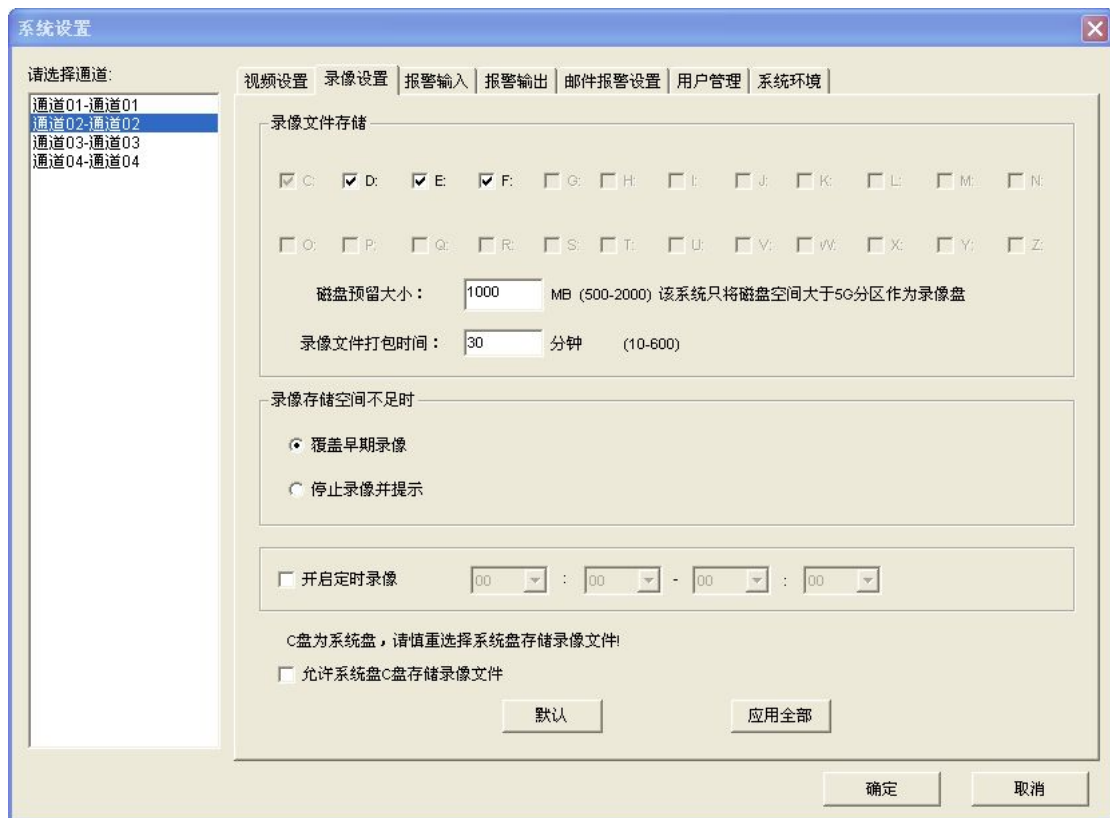 系统设置
请选择通道:
通道01-通道01
通道02-通道02
通道03-通道03
通道04-通道04
视频设置 录像设置 报警输入 报警输出 邮件报警设置 用户管理 系统环境
录像文件存储
C: D: E: F: G: H: I: J: K: L: M: N:
O: P: Q: R: S: T: U: V: W: X: Y: Z:
磁盘预留大小： 1000 MB (500-2000) 该系统只将磁盘空间大于5G分区作为录像盘
录像文件打包时间： 30 分钟 (10-600)
录像存储空间不足时
覆盖早期录像
停止录像并提示
开启定时录像 00 : 00 - 00 : 00
C盘为系统盘，请慎重选择系统盘存储录像文件!
允许系统盘C盘存储录像文件
默认 应用全部
确定 取消